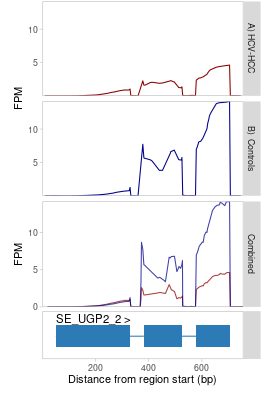 10
5
FPM
A) HCV-HCC
10
5
B) Controls
10
5
0
FPM
Combined
SE_UGP2_2 >
200 400 600
Distance from region start (bp)